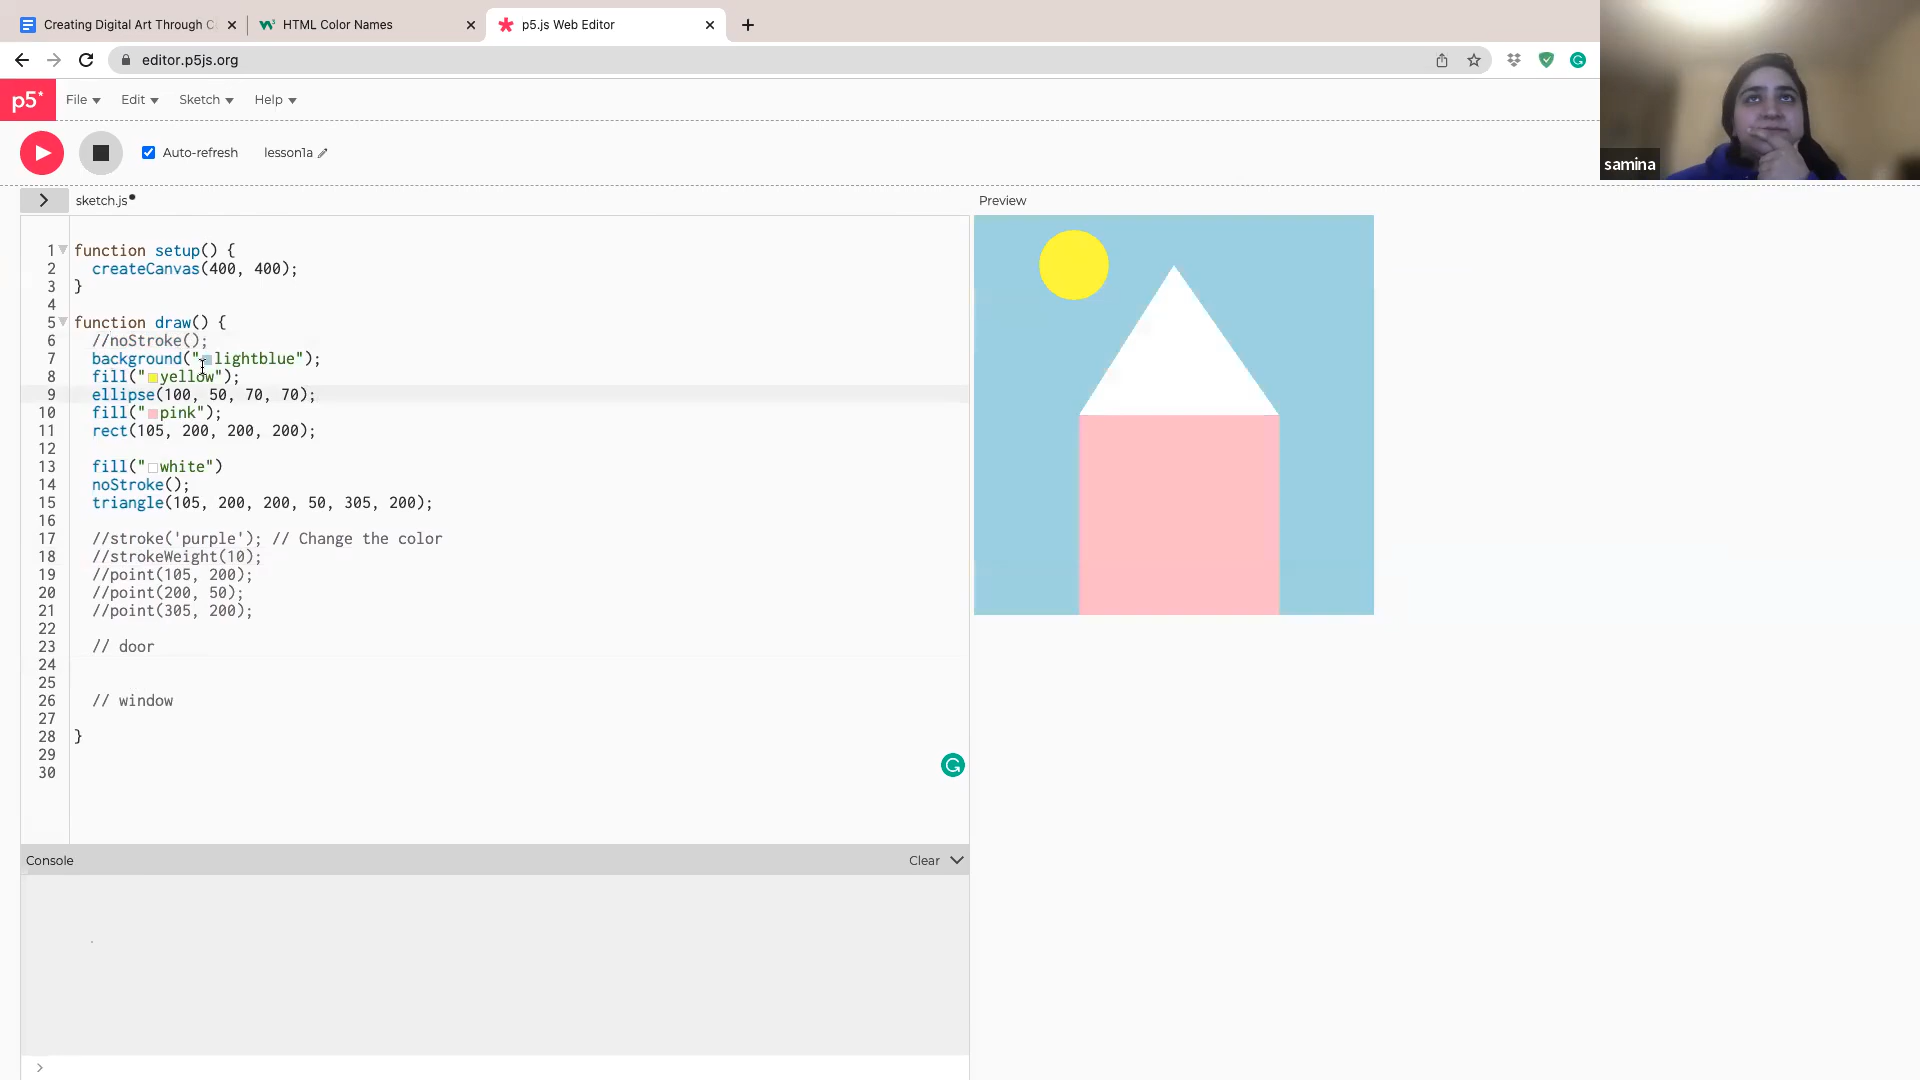 Creating Digital Art Through C
HTML Color Names
p5.js Web Editor
editor.p5js.org
p5*
File
Edit
Sketch
Help
Auto-refresh
lesson1a
samina
sketch.js
Preview
1 function setup() {
2 createCanvas(400, 400);
3 }
4
5 function draw() {
6 //noStroke();
7 background("lightblue");
8 fill("yellow");
9 ellipse(100, 50, 70, 70);
10 fill("pink");
11 rect(105, 200, 200, 200);
12
13 fill("white")
14 noStroke();
15 triangle(105, 200, 200, 50, 305, 200);
16
17 //stroke('purple'); // Change the color
18 //strokeWeight(10);
19 //point(105, 200);
20 //point(200, 50);
21 //point(305, 200);
22
23 // door
24
25
26 // window
27
28 }
29
30
Console
Clear
>